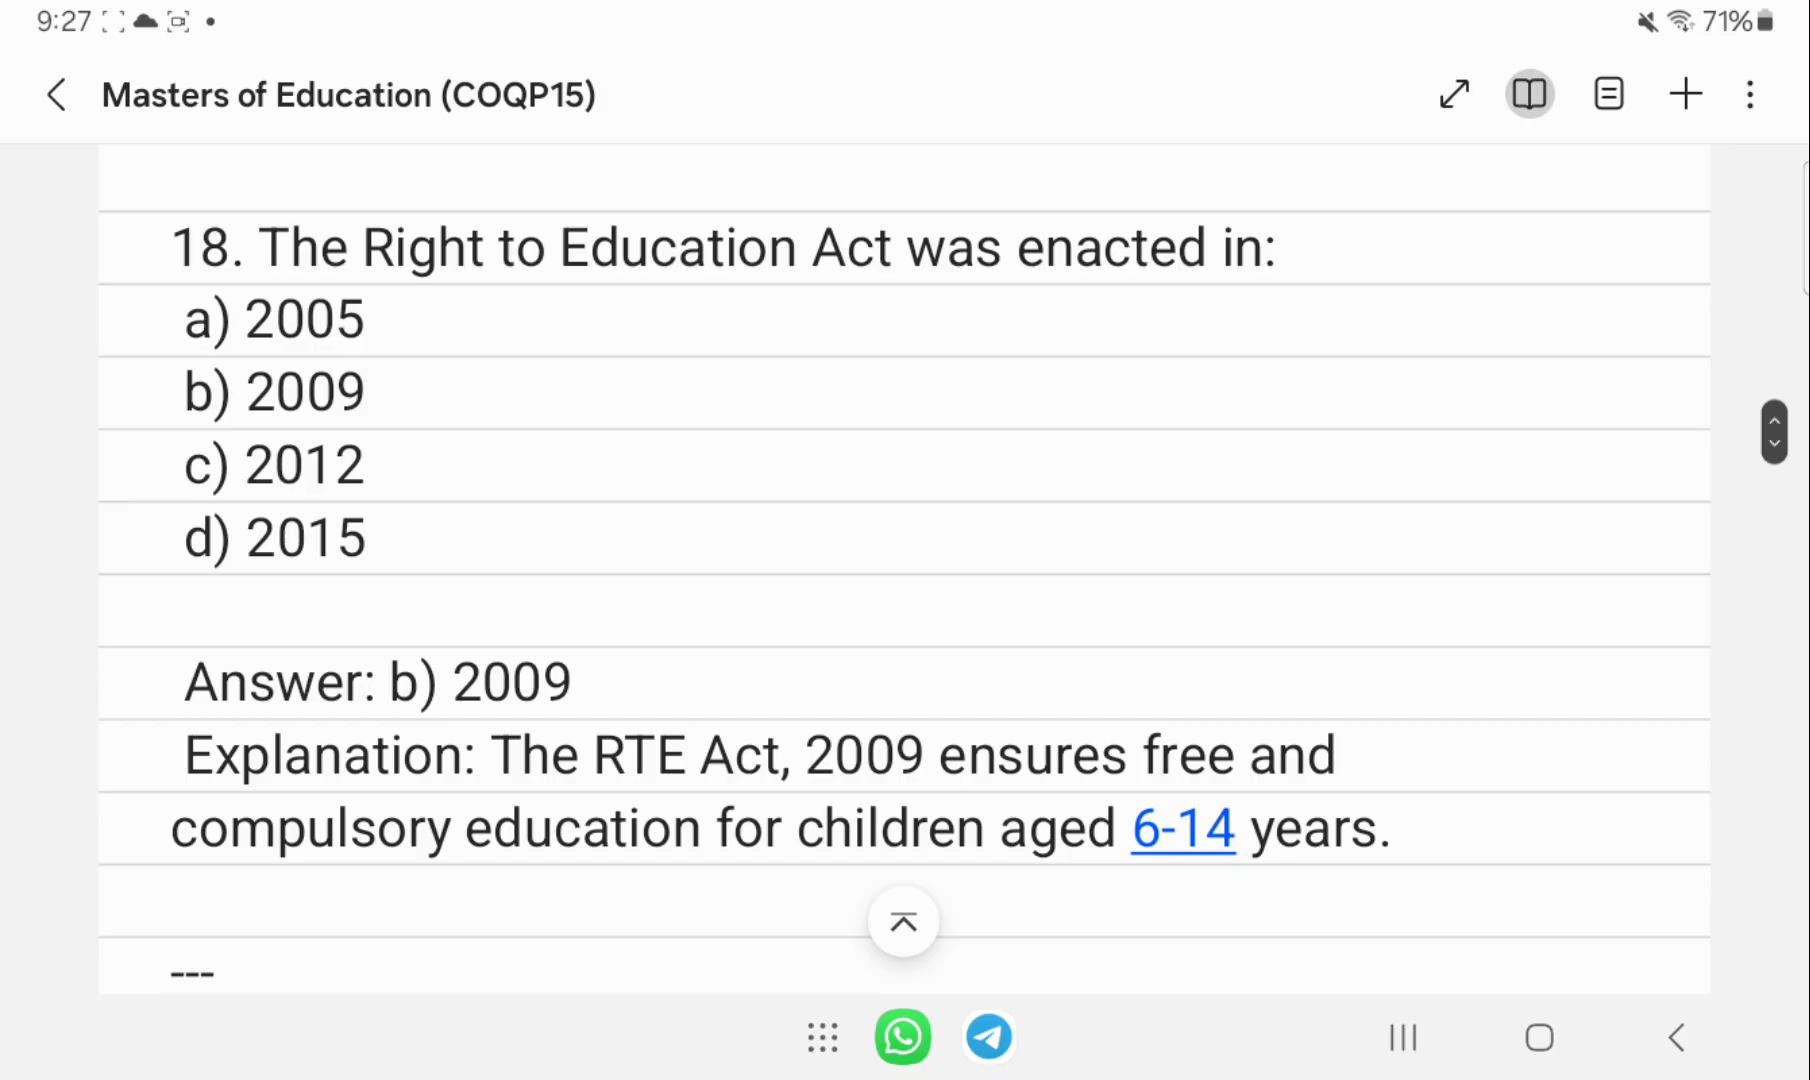 9:27
71%
Masters of Education (COQP15)
18. The Right to Education Act was enacted in:
a) 2005
b) 2009
c) 2012
d) 2015
Answer: b) 2009
Explanation: The RTE Act, 2009 ensures free and
compulsory education for children aged 6-14 years.
---